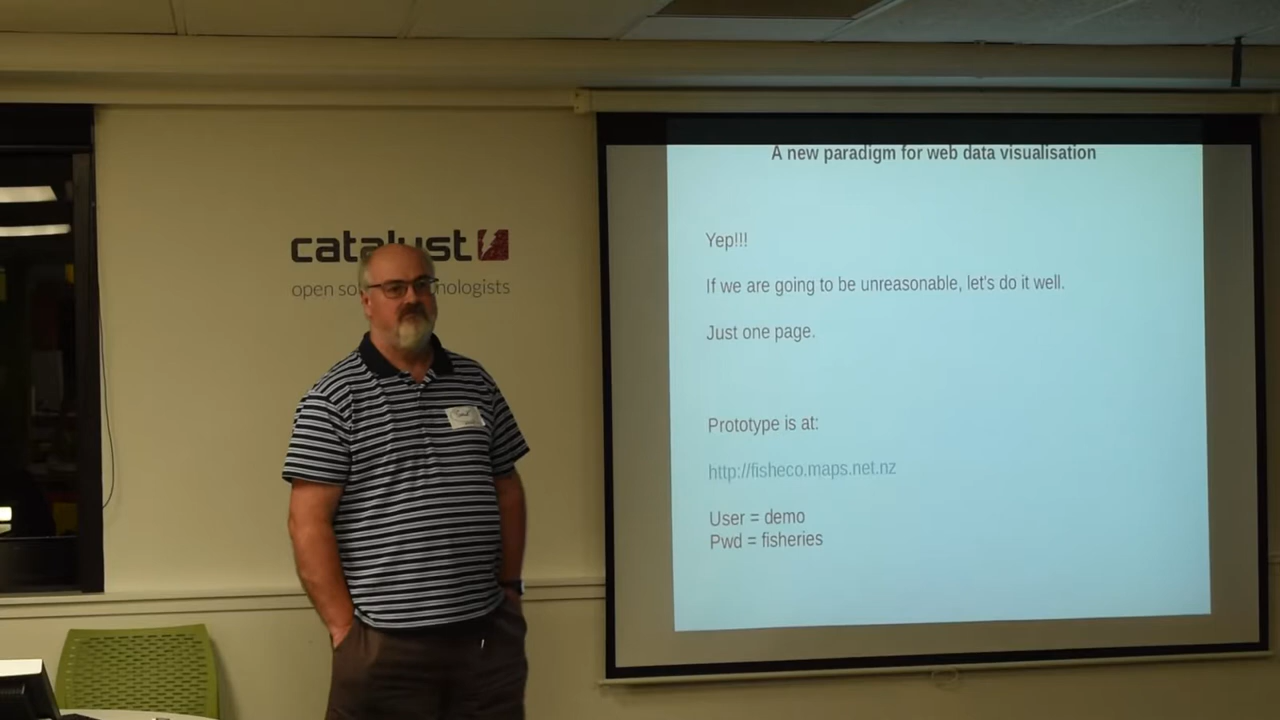 catalyst
open so nologists
A new paradigm for web data visualisation
Yep!!!
If we are going to be unreasonable, let's do it well.
Just one page.
Prototype is at:
http://fisheco.maps.net.nz
User = demo
Pwd = fisheries